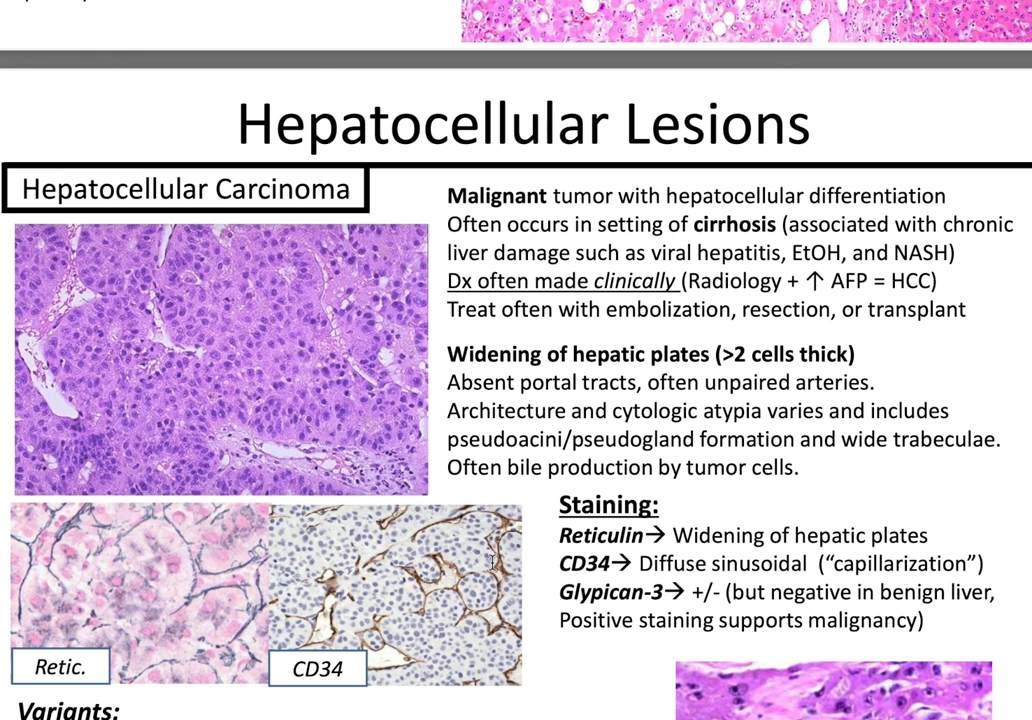 Hepatocellular Lesions
Hepatocellular Carcinoma
Malignant tumor with hepatocellular differentiation
Often occurs in setting of cirrhosis (associated with chronic
liver damage such as viral hepatitis, EtOH, and NASH)
Dx often made clinically (Radiology + ↑ AFP = HCC)
Treat often with embolization, resection, or transplant
Widening of hepatic plates (>2 cells thick)
Absent portal tracts, often unpaired arteries.
Architecture and cytologic atypia varies and includes
pseudoacini/pseudogland formation and wide trabeculae.
Often bile production by tumor cells.
Staining:
Reticulin→ Widening of hepatic plates
CD34→ Diffuse sinusoidal (“capillarization”)
Glypican-3→ +/- (but negative in benign liver,
Positive staining supports malignancy)
Retic.
CD34
Variants: